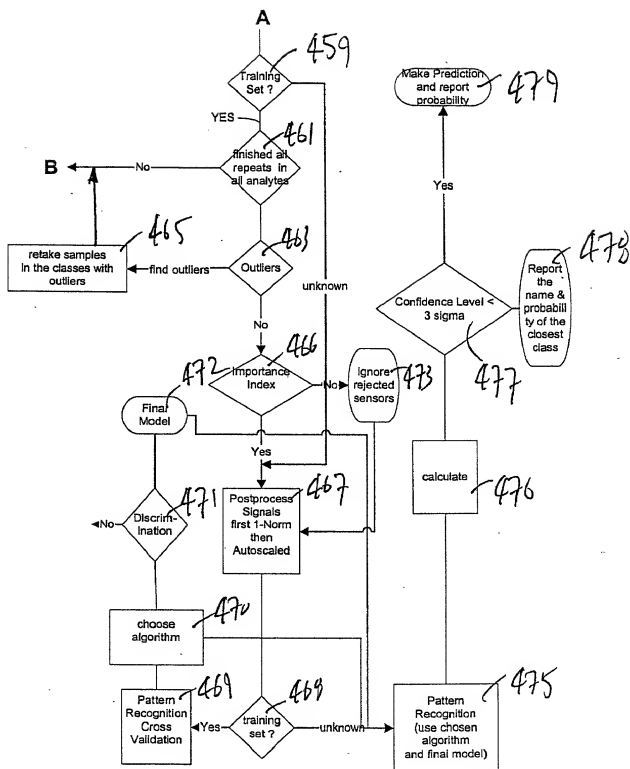 A
459
Training
Set ?
YES
461
finished all
repeats in
all analytes
No
B
465
retake samples
in the classes with
outliers
find outliers
463
Outliers
unknown
No
466
Importance
Index
No
Ignore
rejected
sensors
473
472
Final
Model
Yes
467
Postprocess
Signals
first 1-Norm
then
Autoscaled
471
Discrim-
ination
No
470
choose
algorithm
469
Pattern
Recognition
Cross
Validation
Yes
468
training
set ?
unknown
475
Pattern
Recognition
(use chosen
algorithm
and final model)
calculate
476
Confidence Level <
3 sigma
477
478
Report
the
name &
probabil
ity of the
closest
class
Yes
Make Prediction
and report
probability
479